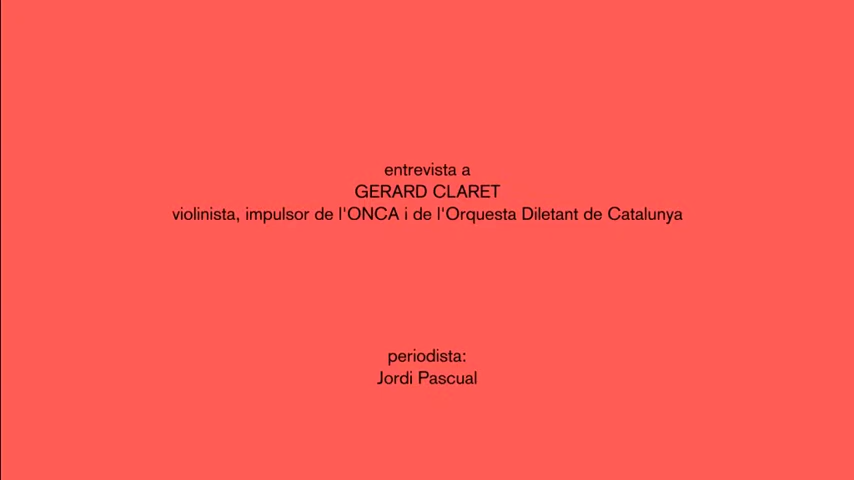 entrevista a
GERARD CLARET
violinista, impulsor de l'ONCA i de l'Orquesta Diletant de Catalunya
periodista:
Jordi Pascual